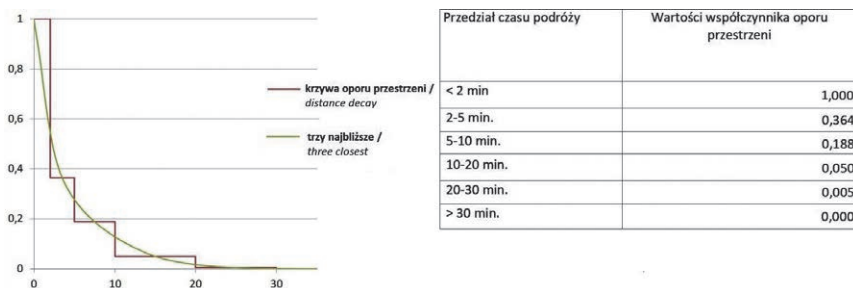 1
0,8
0,6
0,4
0,2
0
0 10 20 30
krzywa oporu przestrzeni /
distance decay
trzy najbliższe /
three closest
Przedział czasu podróży Wartości współczynnika oporu
przestrzeni
< 2 min 1,000
2-5 min. 0,364
5-10 min. 0,188
10-20 min. 0,050
20-30 min. 0,005
> 30 min. 0,000